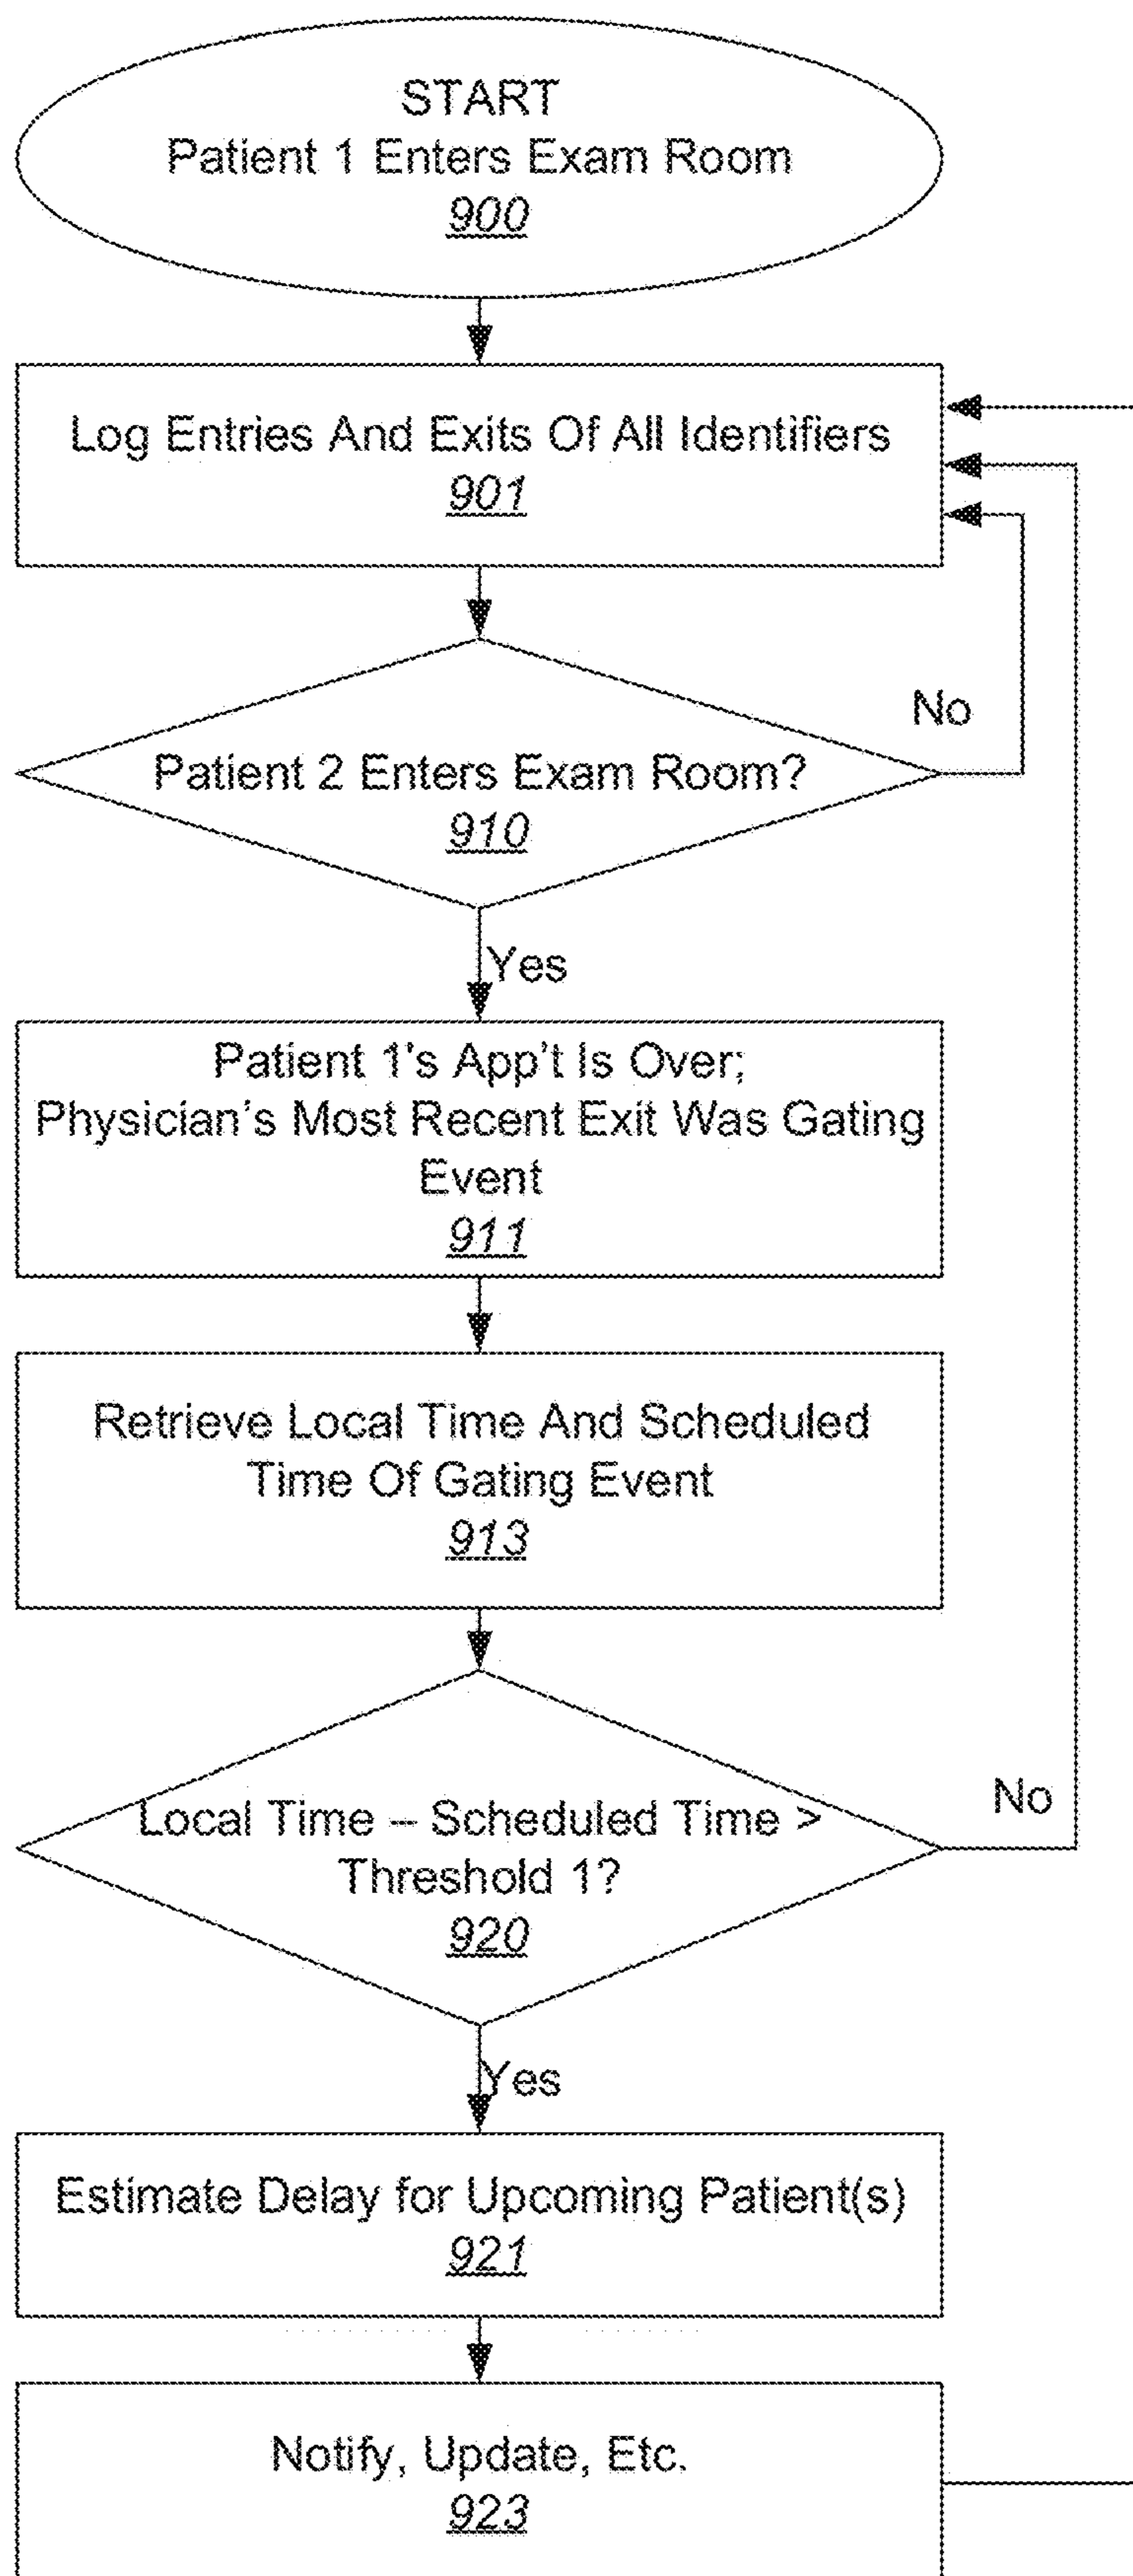 START
Patient 1 Enters Exam Room
900
Log Entries And Exits Of All Identifiers
901
No
Patient 2 Enters Exam Room?
910
Yes
Patient 1's App't Is Over;
Physician's Most Recent Exit Was Gating
Event
911
Retrieve Local Time And Scheduled
Time Of Gating Event
913
No
Local Time – Scheduled Time >
Threshold 1?
920
Yes
Estimate Delay for Upcoming Patient(s)
921
Notify, Update, Etc.
923